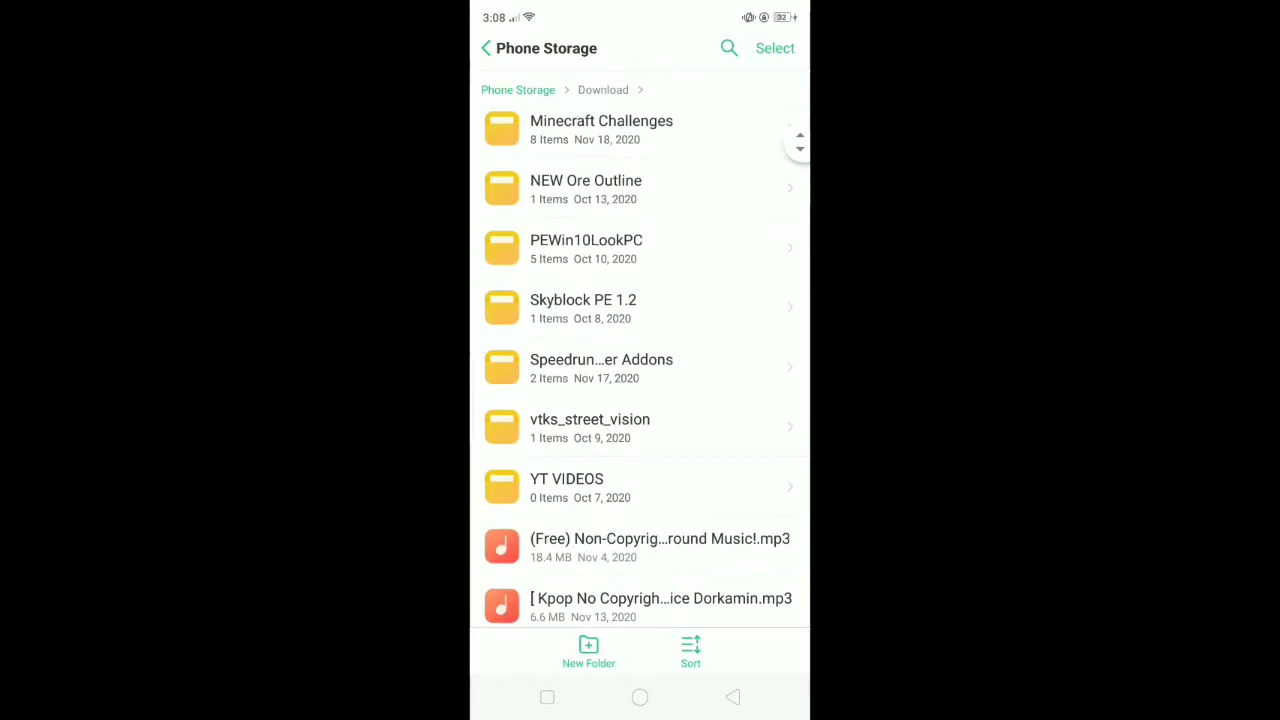 3:08
32
Phone Storage
Select
Phone Storage > Download >
Minecraft Challenges
8 Items Nov 18, 2020
NEW Ore Outline
1 Items Oct 13, 2020
PEWin10LookPC
5 Items Oct 10, 2020
Skyblock PE 1.2
1 Items Oct 8, 2020
Speedrun...er Addons
2 Items Nov 17, 2020
vtks_street_vision
1 Items Oct 9, 2020
YT VIDEOS
0 Items Oct 7, 2020
(Free) Non-Copyrig...round Music!.mp3
18.4 MB Nov 4, 2020
[ Kpop No Copyrigh...ice Dorkamin.mp3
6.6 MB Nov 13, 2020
New Folder
Sort